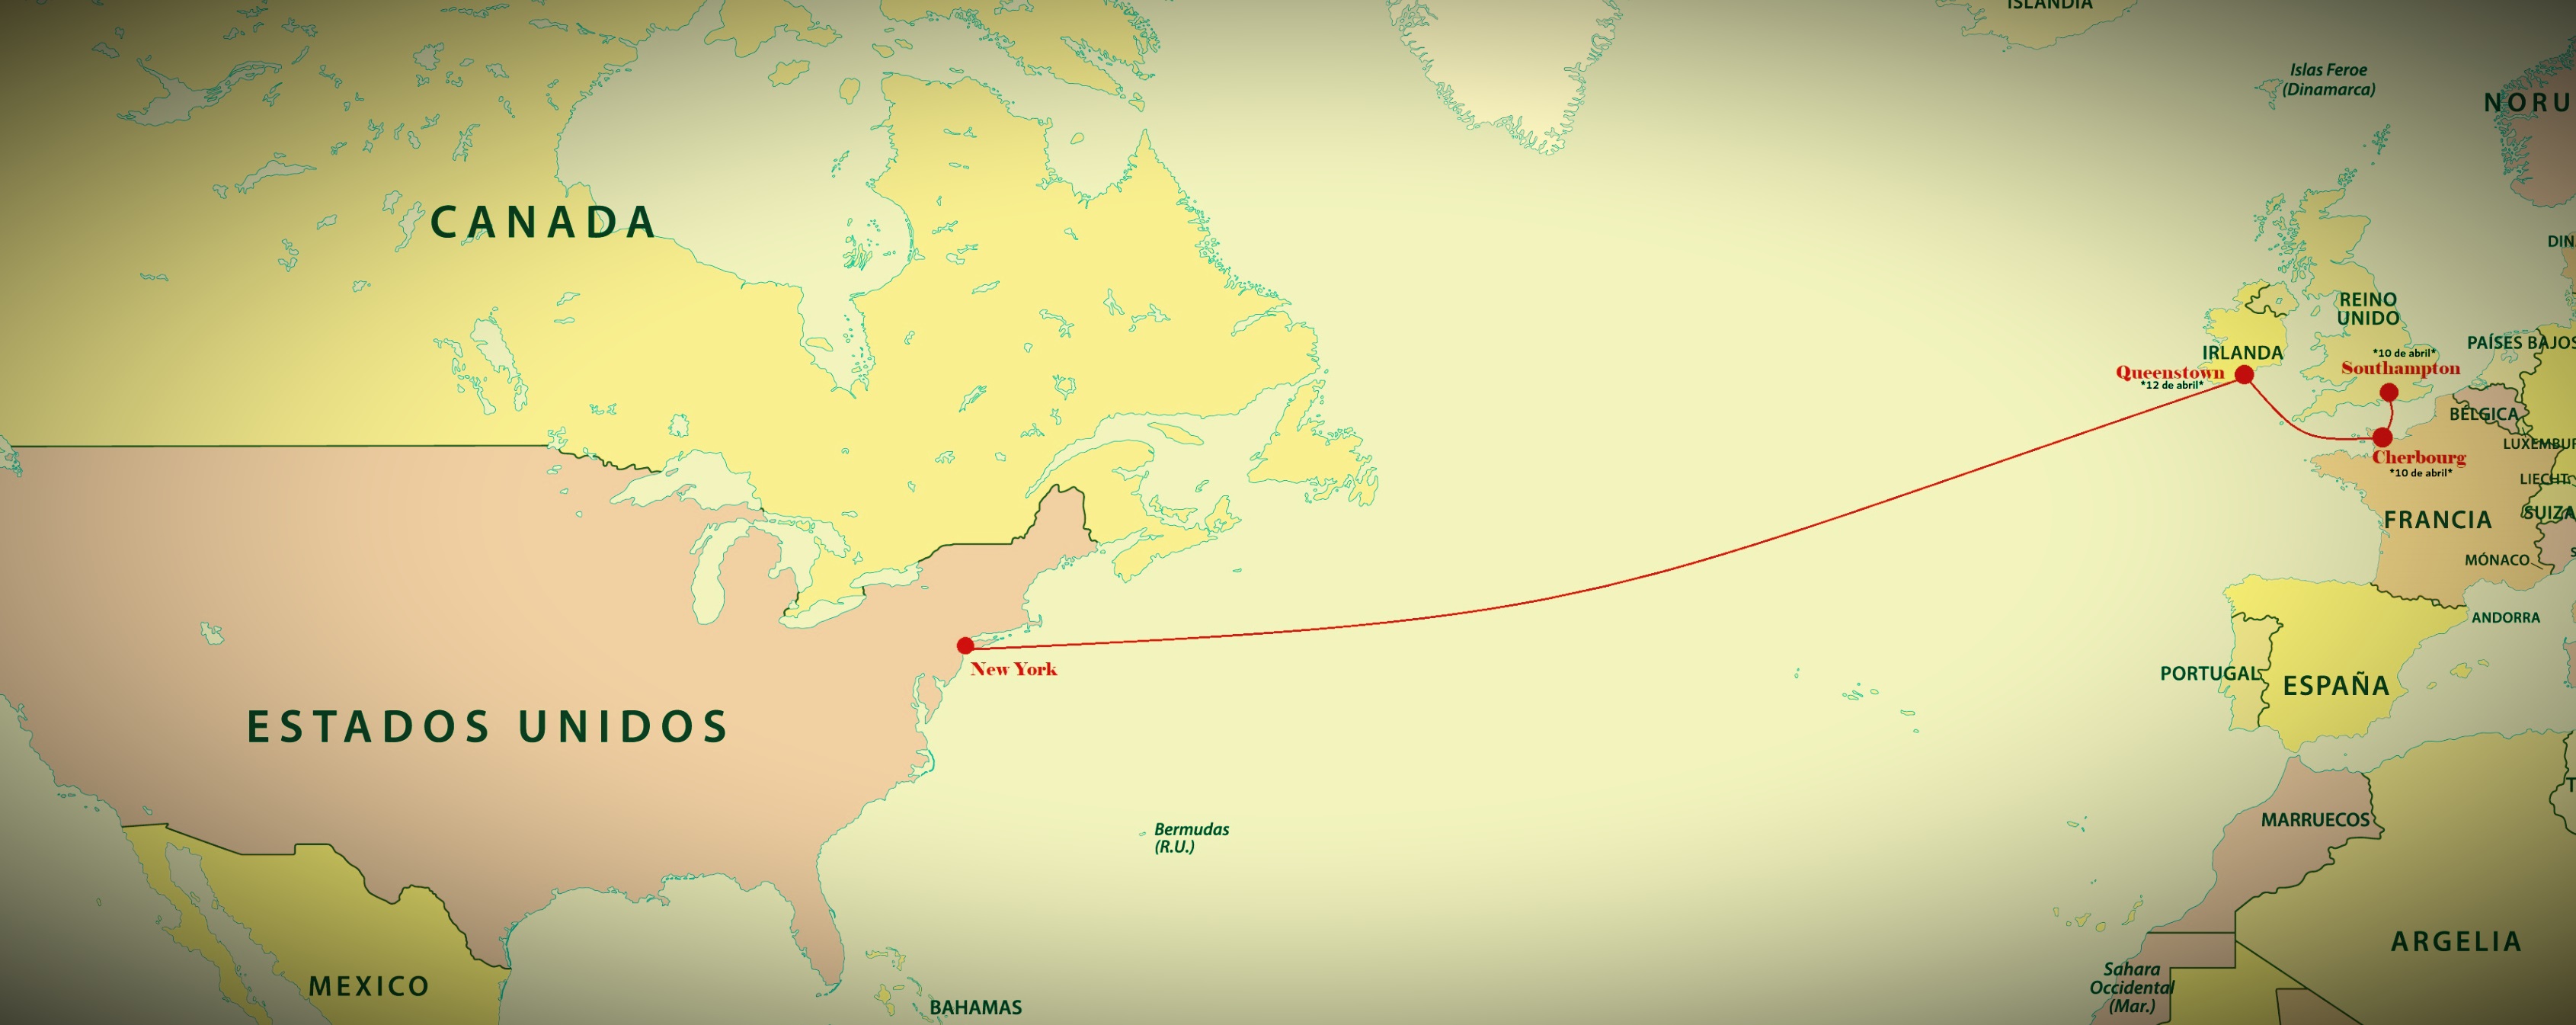 ISLANDIA
Islas Feroe
(Dinamarca)
NORU
CANADA
DIN
REINO
UNIDO
PAÍSES BAJOS
IRLANDA
*10 de abril*
Southampton
Queenstown
*12 de abril*
BÉLGICA
LUXEMBUR
Cherbourg
*10 de abril*
LIECHT
SUIZA
FRANCIA
MÓNACO
S
ANDORRA
New York
PORTUGAL
ESPAÑA
ESTADOS UNIDOS
T
MARRUECOS
Bermudas
(R.U.)
ARGELIA
Sahara
Occidental
(Mar.)
MEXICO
BAHAMAS